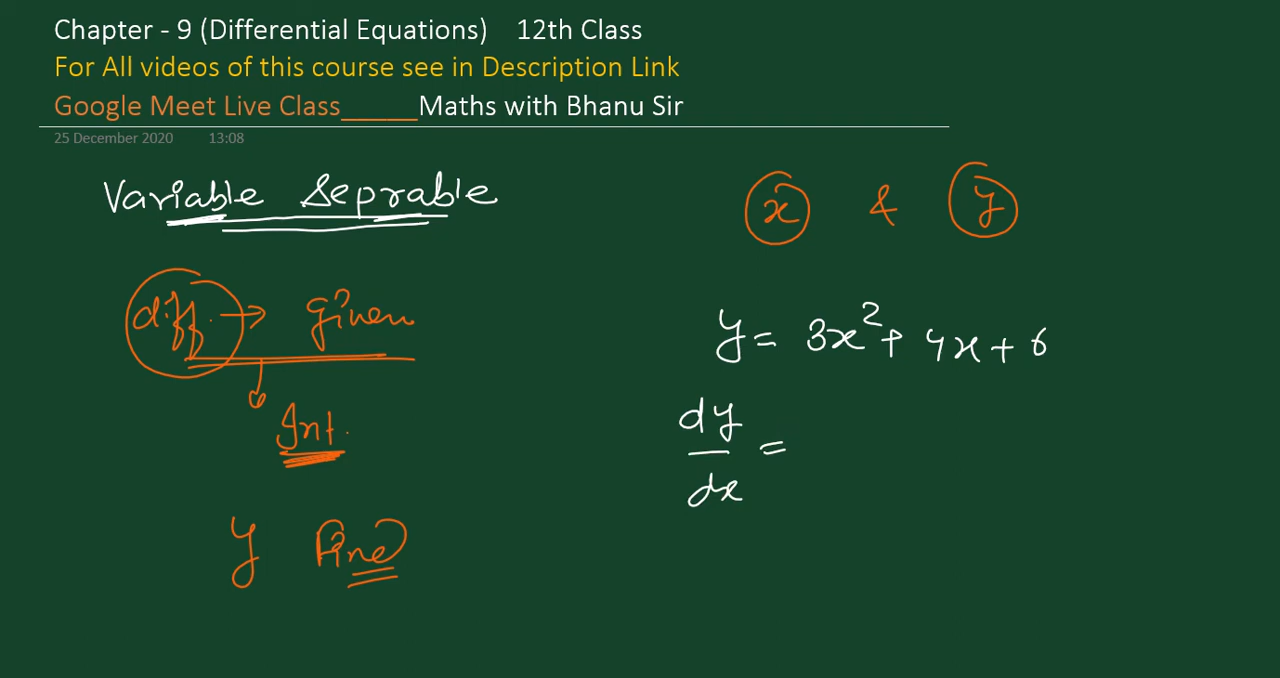 Chapter - 9 (Differential Equations) 12th Class
For All videos of this course see in Description Link
Google Meet Live Class_____Maths with Bhanu Sir
25 December 2020 13:08
Variable Seprable
diff. → given
Int.
y Find
x & y
y = 3x² + 4x + 6
dy/dx =